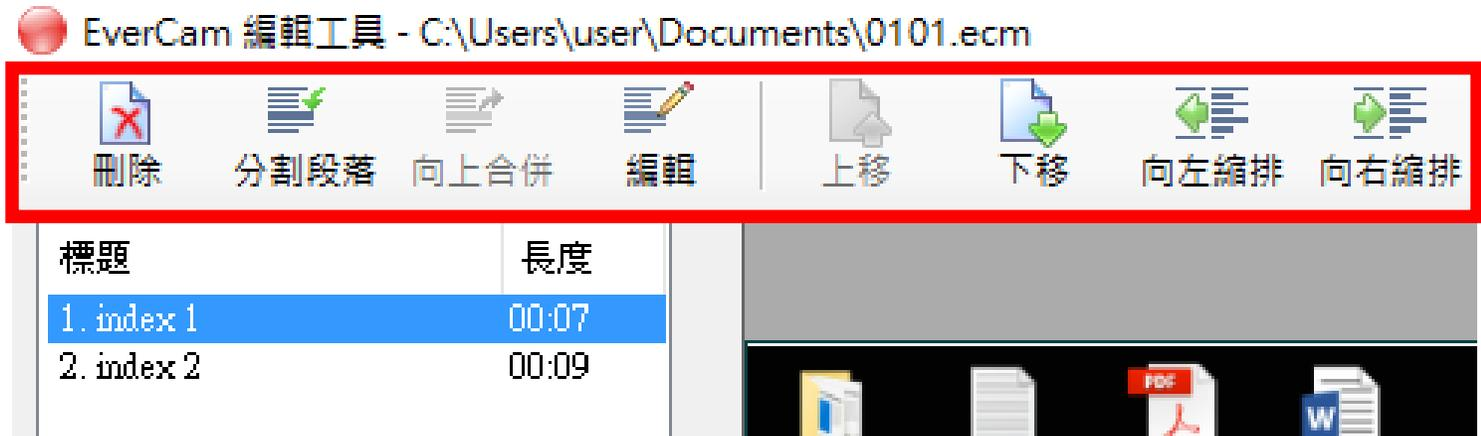 EverCam 編輯工具 - C:\Users\user\Documents\0101.ecm
刪除 分割段落 向上合併 編輯 上移 下移 向左縮排 向右縮排
標題 長度
1. index 1 00:07
2. index 2 00:09
PDF W